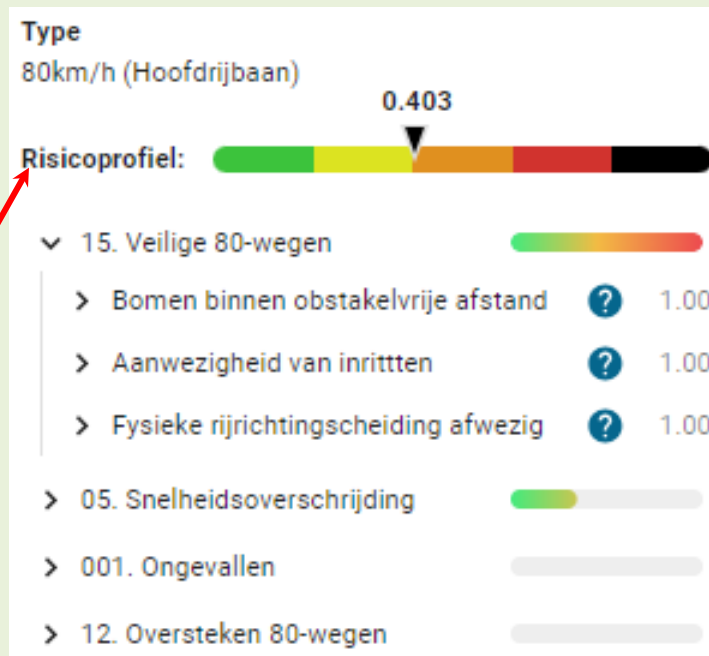 Type
80km/h (Hoofdrijbaan)
0.403
Risicoprofiel:
15. Veilige 80-wegen
Bomen binnen obstakelvrije afstand ? 1.00
Aanwezigheid van inrittten ? 1.00
Fysieke rijrichtingscheiding afwezig ? 1.00
05. Snelheidsoverschrijding
001. Ongevallen
12. Oversteken 80-wegen